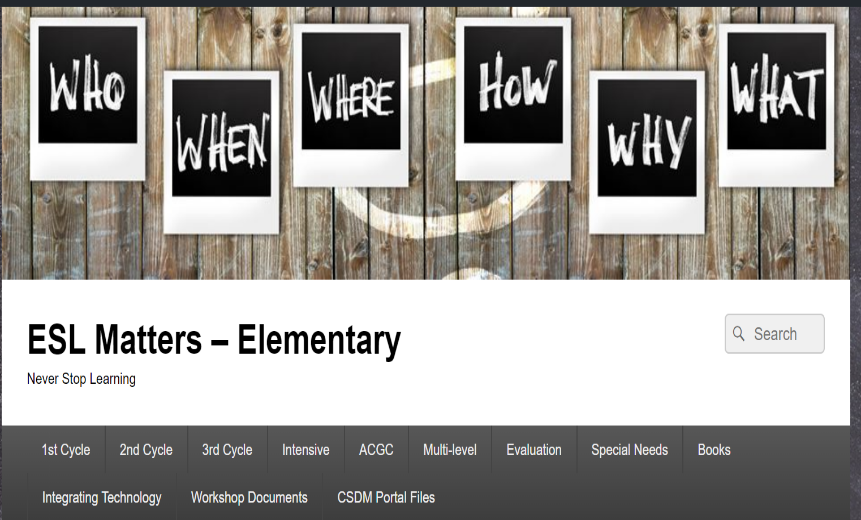 WHO
WHEN
WHERE
HOW
WHY
WHAT
ESL Matters – Elementary
Search
Never Stop Learning
1st Cycle 2nd Cycle 3rd Cycle Intensive ACGC Multi-level Evaluation Special Needs Books
Integrating Technology Workshop Documents CSDM Portal Files